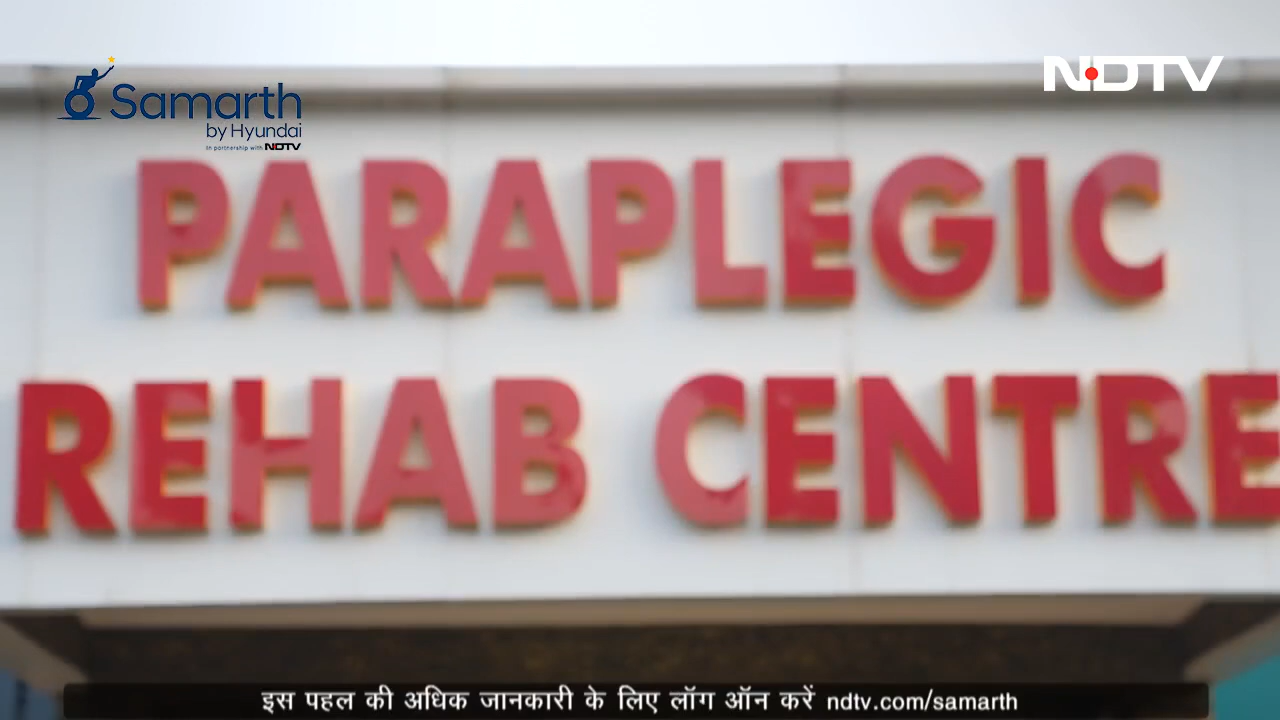 Samarth
by Hyundai
In partnership with NDTV
NDTV
PARAPLEGIC
REHAB CENTRE
इस पहल की अधिक जानकारी के लिए लॉग ऑन करें ndtv.com/samarth